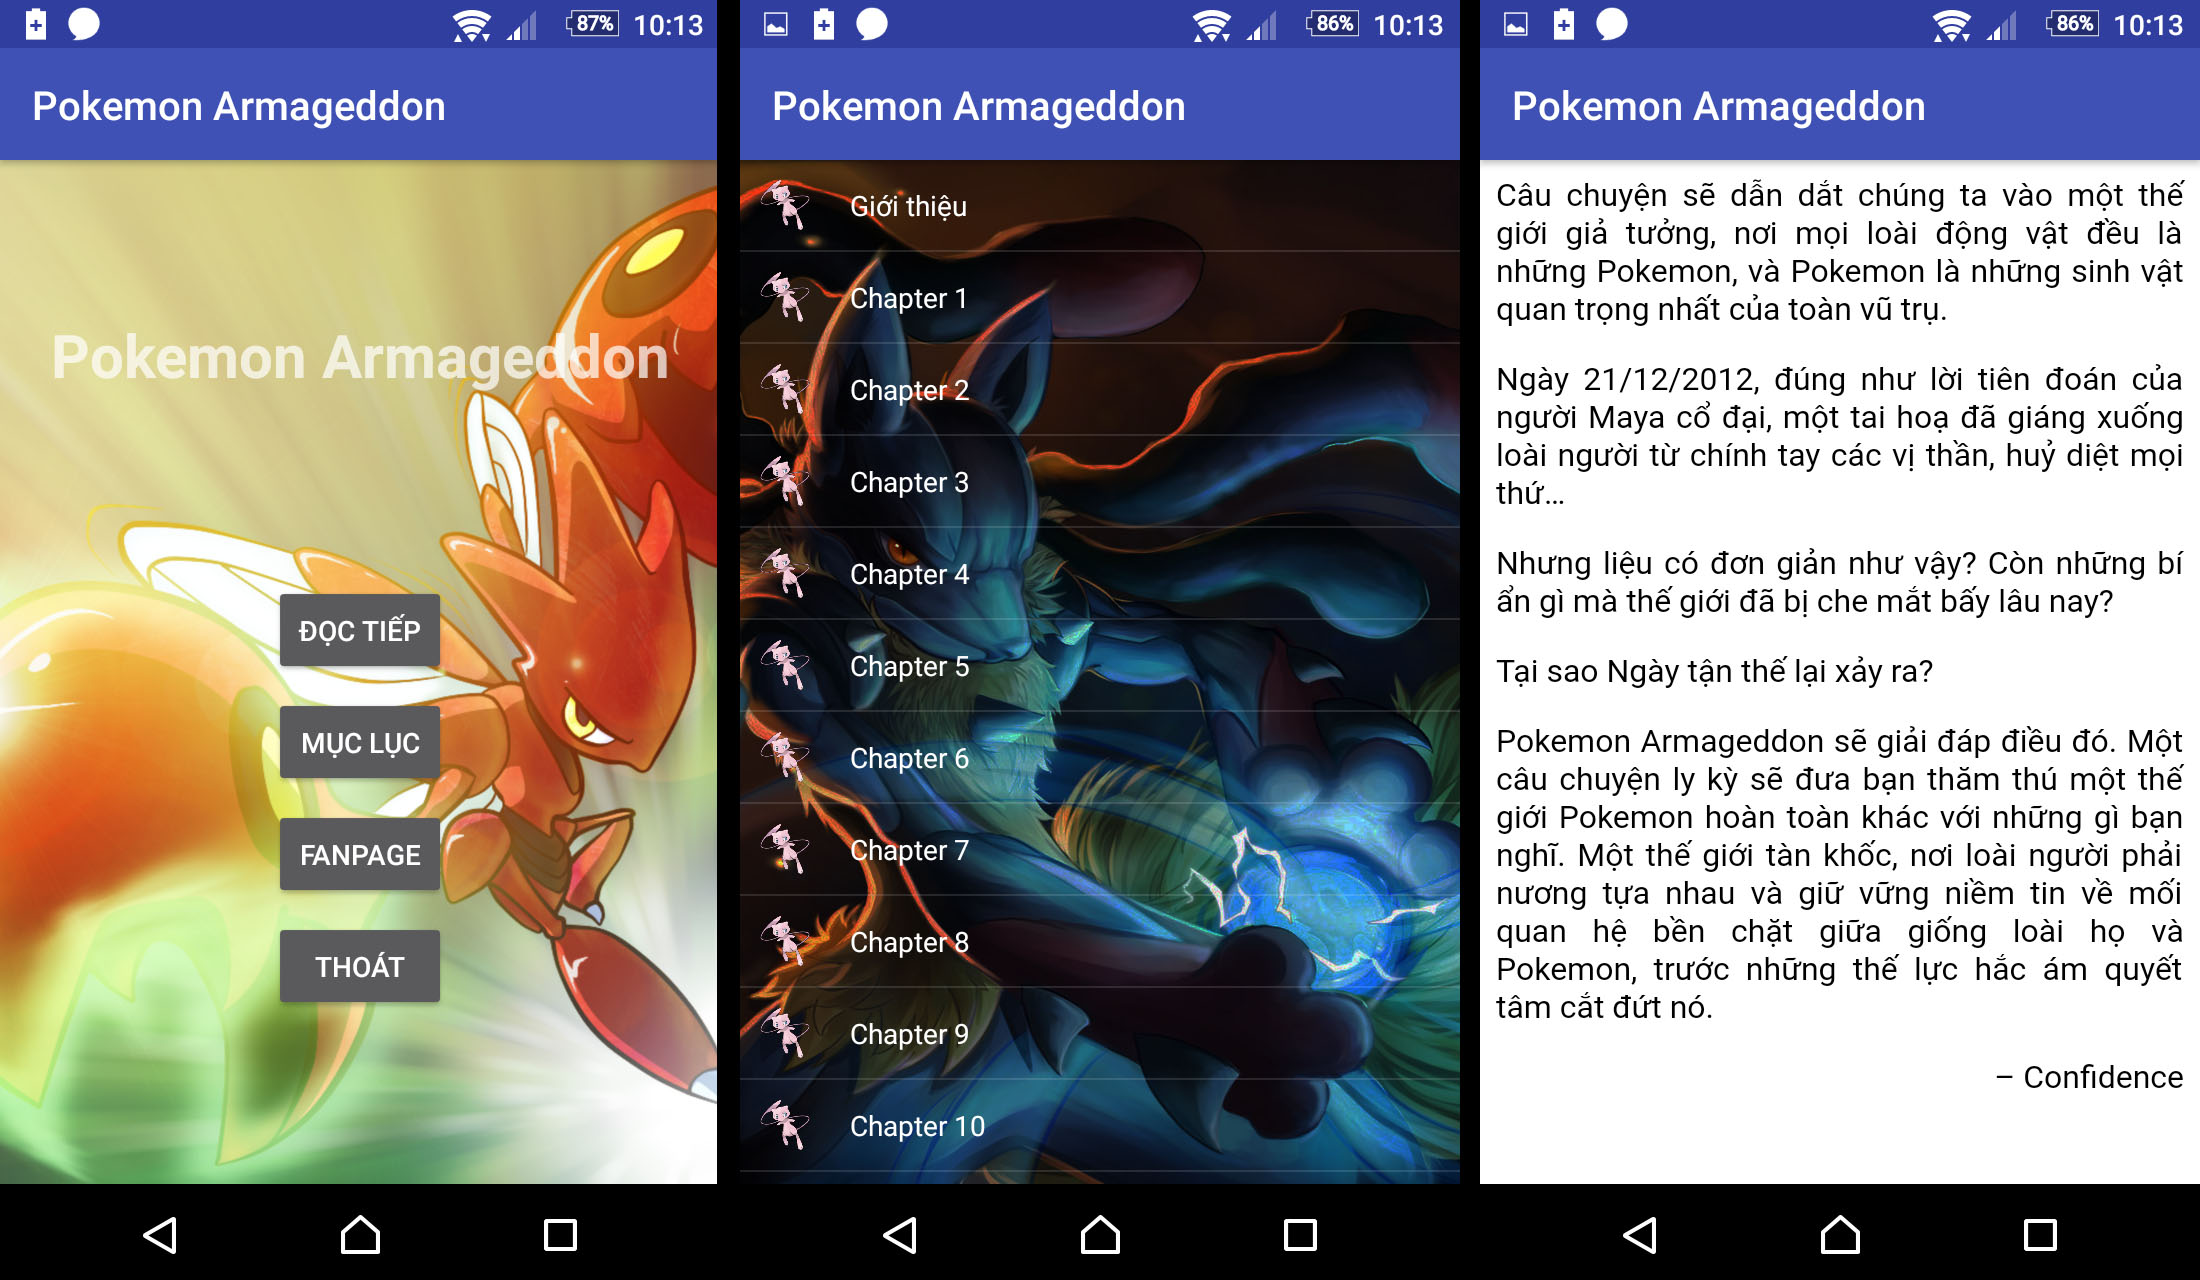 87% 10:13
Pokemon Armageddon
Pokemon Armageddon
ĐỌC TIẾP
MỤC LỤC
FANPAGE
THOÁT
86% 10:13
Pokemon Armageddon
Giới thiệu
Chapter 1
Chapter 2
Chapter 3
Chapter 4
Chapter 5
Chapter 6
Chapter 7
Chapter 8
Chapter 9
Chapter 10
86% 10:13
Pokemon Armageddon
Câu chuyện sẽ dẫn dắt chúng ta vào một thế
giới giả tưởng, nơi mọi loài động vật đều là
những Pokemon, và Pokemon là những sinh vật
quan trọng nhất của toàn vũ trụ.
Ngày 21/12/2012, đúng như lời tiên đoán của
người Maya cổ đại, một tai hoạ đã giáng xuống
loài người từ chính tay các vị thần, huỷ diệt mọi
thứ...
Nhưng liệu có đơn giản như vậy? Còn những bí
ẩn gì mà thế giới đã bị che mắt bấy lâu nay?
Tại sao Ngày tận thế lại xảy ra?
Pokemon Armageddon sẽ giải đáp điều đó. Một
câu chuyện ly kỳ sẽ đưa bạn thăm thú một thế
giới Pokemon hoàn toàn khác với những gì bạn
nghĩ. Một thế giới tàn khốc, nơi loài người phải
nương tựa nhau và giữ vững niềm tin về mối
quan hệ bền chặt giữa giống loài họ và
Pokemon, trước những thế lực hắc ám quyết
tâm cắt đứt nó.
– Confidence